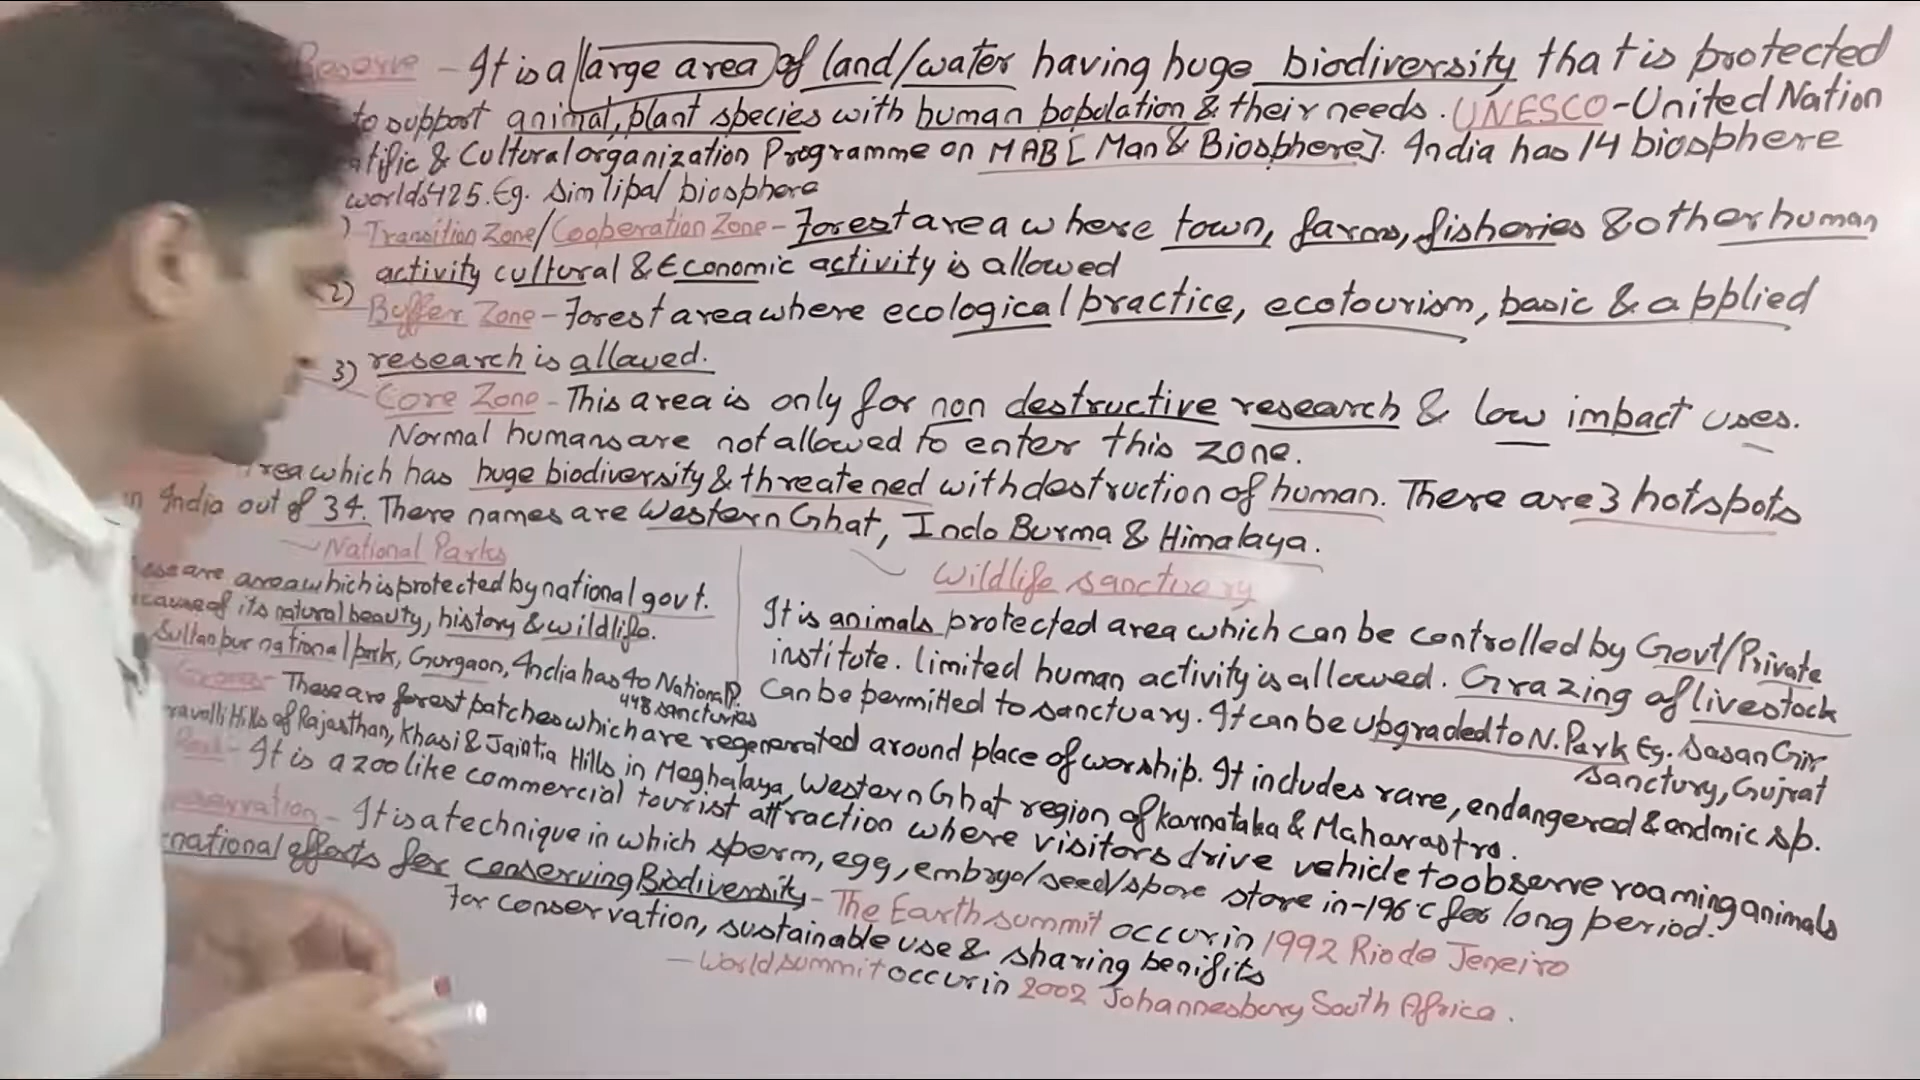 Reserve - It is a large area of land/water having huge biodiversity that is protected
to support animal, plant species with human population & their needs. UNESCO - United Nation
& Cultural organization Programme on MAB [Man & Biosphere]. India has 14 biosphere
worlds 425. Eg. Simlipal biosphere
1) Transition Zone/Cooperation Zone - Forest area where town, farms, fisheries & other human
activity cultural & Economic activity is allowed
2) Buffer Zone - Forest area where ecological practice, ecotourism, basic & applied
research is allowed.
3) Core Zone - This area is only for non destructive research & low impact uses.
Normal humans are not allowed to enter this zone.
which has huge biodiversity & threatened with destruction of human. There are 3 hotspots
in India out of 34. There names are Western Ghat, Indo Burma & Himalaya.
National Parks
are area which is protected by national govt.
of its natural beauty, history & wildlife.
Sultanpur national park, Gurgaon, India has 40 National P.
448 sancturies
Wildlife sanctuary
It is animals protected area which can be controlled by Govt/Private
institute. limited human activity is allowed. Grazing of livestock
Can be permitted to sanctuary. It can be upgraded to N. Park Eg. Sasan Gir
Sanctury, Gujrat
- These are forest patches which are regenerated around place of worship. It includes rare, endangered & endmic sp.
Hills of Rajasthan, Khasi & Jaintia Hills in Meghalaya, Western Ghat region of Karnataka & Maharastra.
- It is a zoo like commercial tourist attraction where visitors drive vehicle to observe roaming animals
- It is a technique in which sperm, egg, embryo/seed/spore store in -196°C for long period.
national efforts for conserving Biodiversity - The Earth summit occur in 1992 Rio de Jeneiro
for conservation, sustainable use & sharing benifits
- World summit occur in 2002 Johannesburg South Africa.